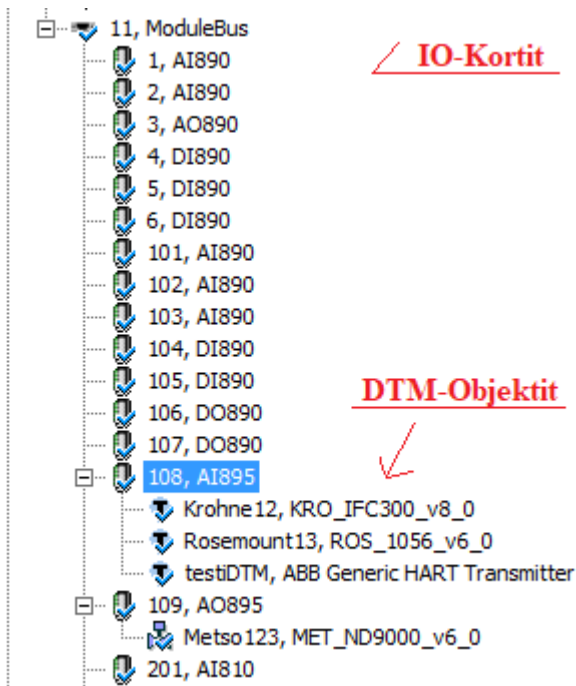 11, ModuleBus
IO-Kortit
1, AI890
2, AI890
3, AO890
4, DI890
5, DI890
6, DI890
101, AI890
102, AI890
103, AI890
104, DI890
105, DI890
DTM-Objektit
106, DO890
107, DO890
108, AI895
Krohne12, KRO_IFC300_v8_0
Rosemount13, ROS_1056_v6_0
testiDTM, ABB Generic HART Transmitter
109, AO895
Metso123, MET_ND9000_v6_0
201, AI810